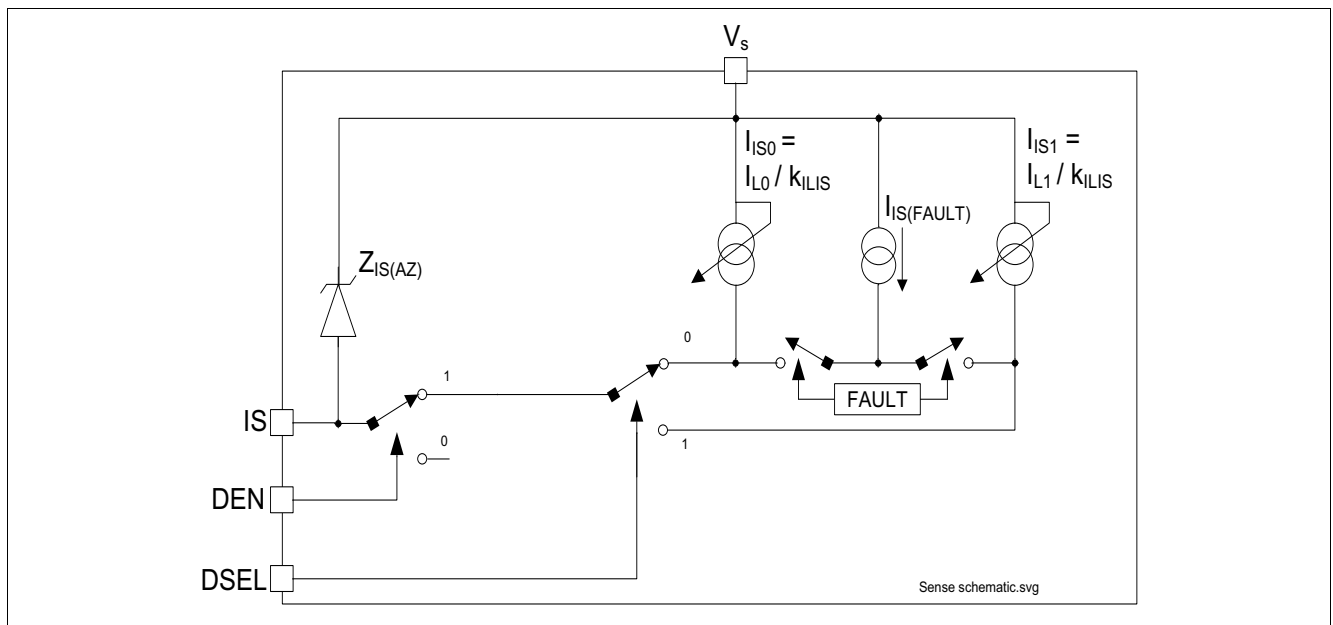 Vs
IIS0 =
IL0 / kILIS
IIS(FAULT)
IIS1 =
IL1 / kILIS
ZIS(AZ)
0
1
FAULT
IS
0
1
DEN
DSEL
Sense schematic.svg